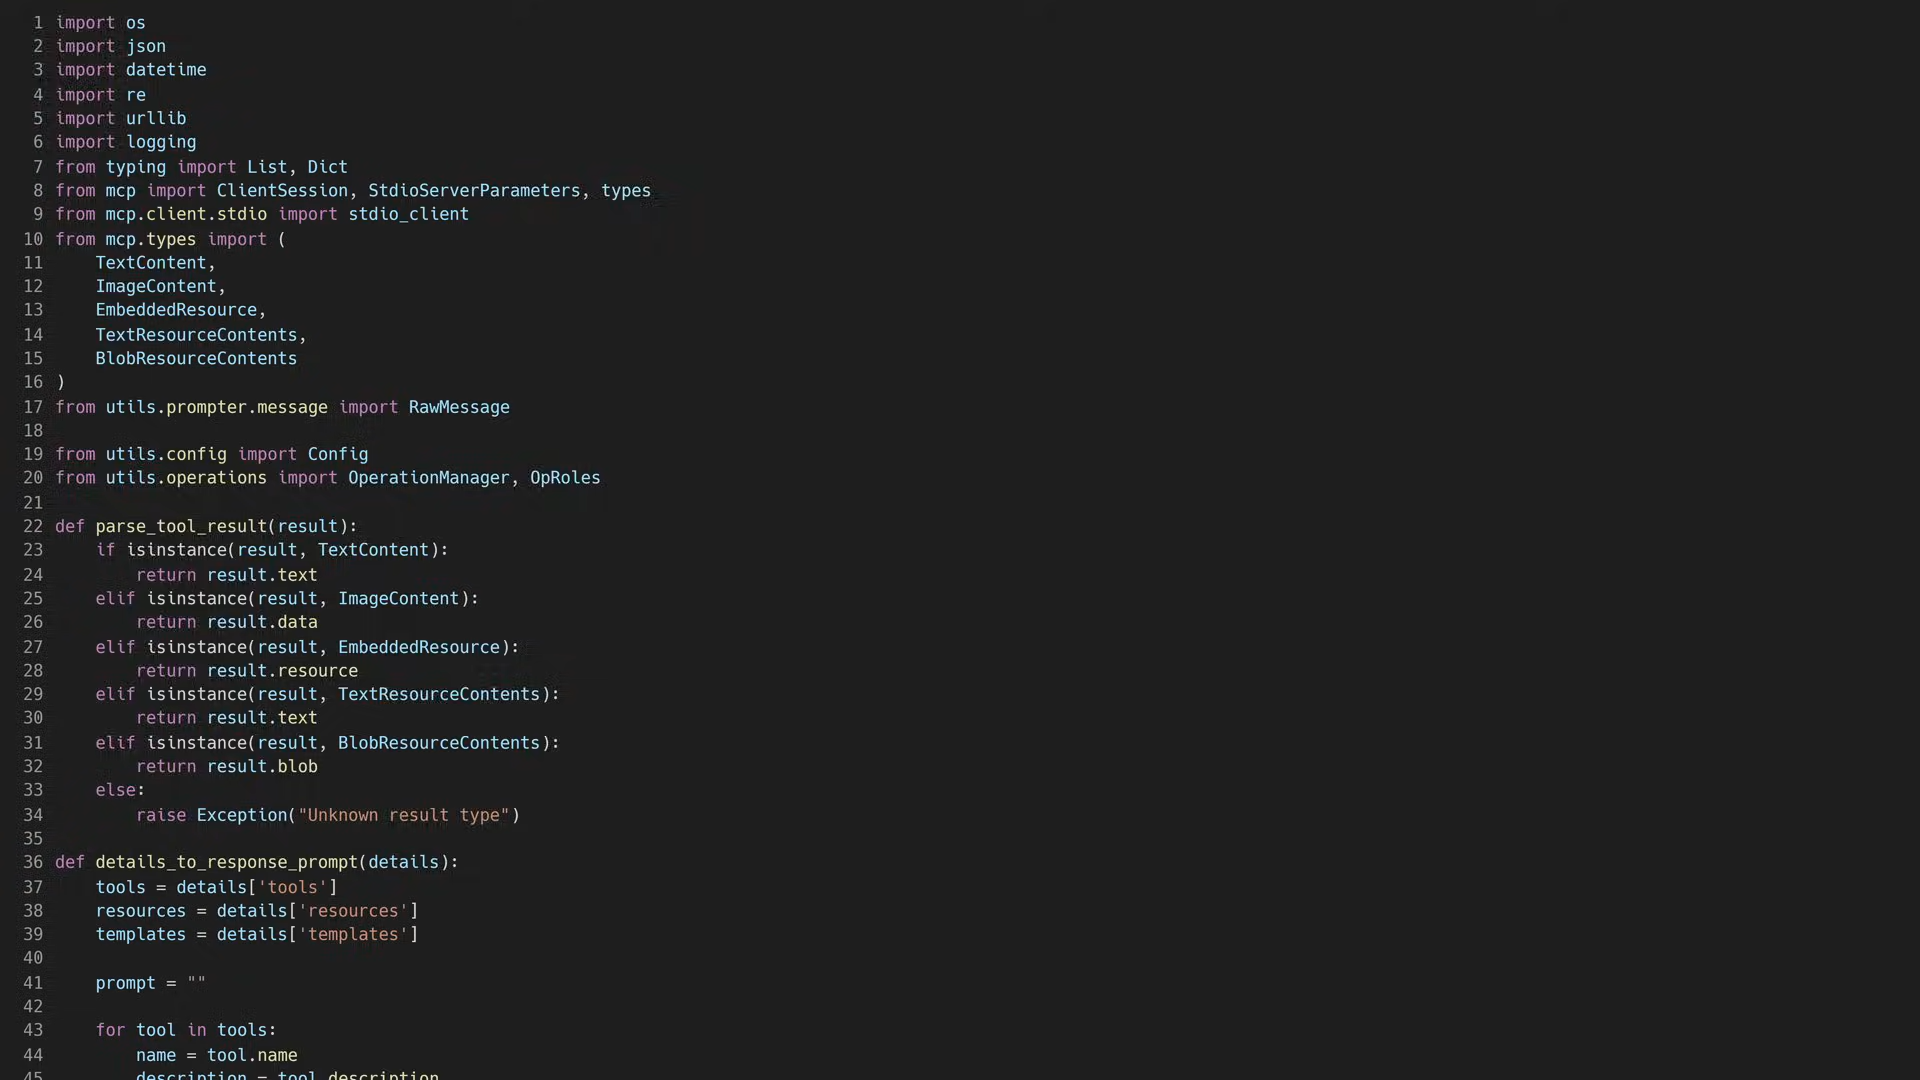 1 import os
2 import json
3 import datetime
4 import re
5 import urllib
6 import logging
7 from typing import List, Dict
8 from mcp import ClientSession, StdioServerParameters, types
9 from mcp.client.stdio import stdio_client
10 from mcp.types import (
11     TextContent,
12     ImageContent,
13     EmbeddedResource,
14     TextResourceContents,
15     BlobResourceContents
16 )
17 from utils.prompter.message import RawMessage
18
19 from utils.config import Config
20 from utils.operations import OperationManager, OpRoles
21
22 def parse_tool_result(result):
23     if isinstance(result, TextContent):
24         return result.text
25     elif isinstance(result, ImageContent):
26         return result.data
27     elif isinstance(result, EmbeddedResource):
28         return result.resource
29     elif isinstance(result, TextResourceContents):
30         return result.text
31     elif isinstance(result, BlobResourceContents):
32         return result.blob
33     else:
34         raise Exception("Unknown result type")
35
36 def details_to_response_prompt(details):
37     tools = details['tools']
38     resources = details['resources']
39     templates = details['templates']
40
41     prompt = ""
42
43     for tool in tools:
44         name = tool.name
45         description = tool.description